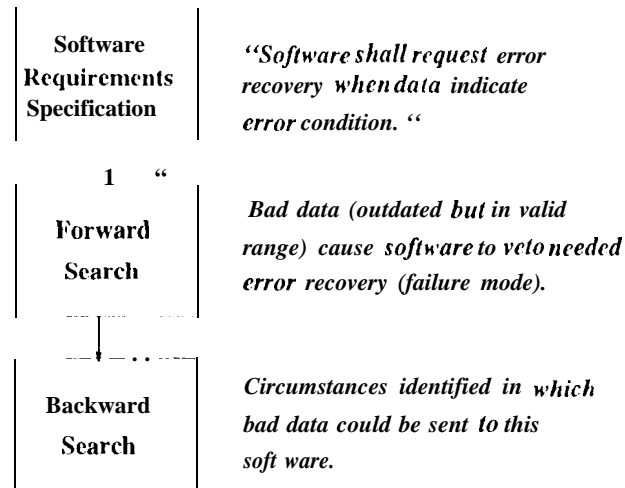 Software
Requirements
Specification
“Software shall request error
recovery when data indicate
error condition. “
1 “
Forward
Search
Bad data (outdated but in valid
range) cause software to veto needed
error recovery (failure mode).
Backward
Search
Circumstances identified in which
bad data could be sent to this
soft ware.